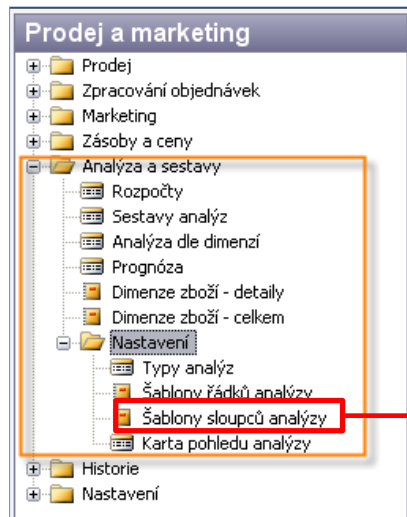 Prodej a marketing
Prodej
Zpracování objednávek
Marketing
Zásoby a ceny
Analýza a sestavy
Rozpočty
Sestavy analýz
Analýza dle dimenzí
Prognóza
Dimenze zboží - detaily
Dimenze zboží - celkem
Nastavení
Typy analýz
Šablony řádků analýzy
Šablony sloupců analýzy
Karta pohledu analýzy
Historie
Nastavení